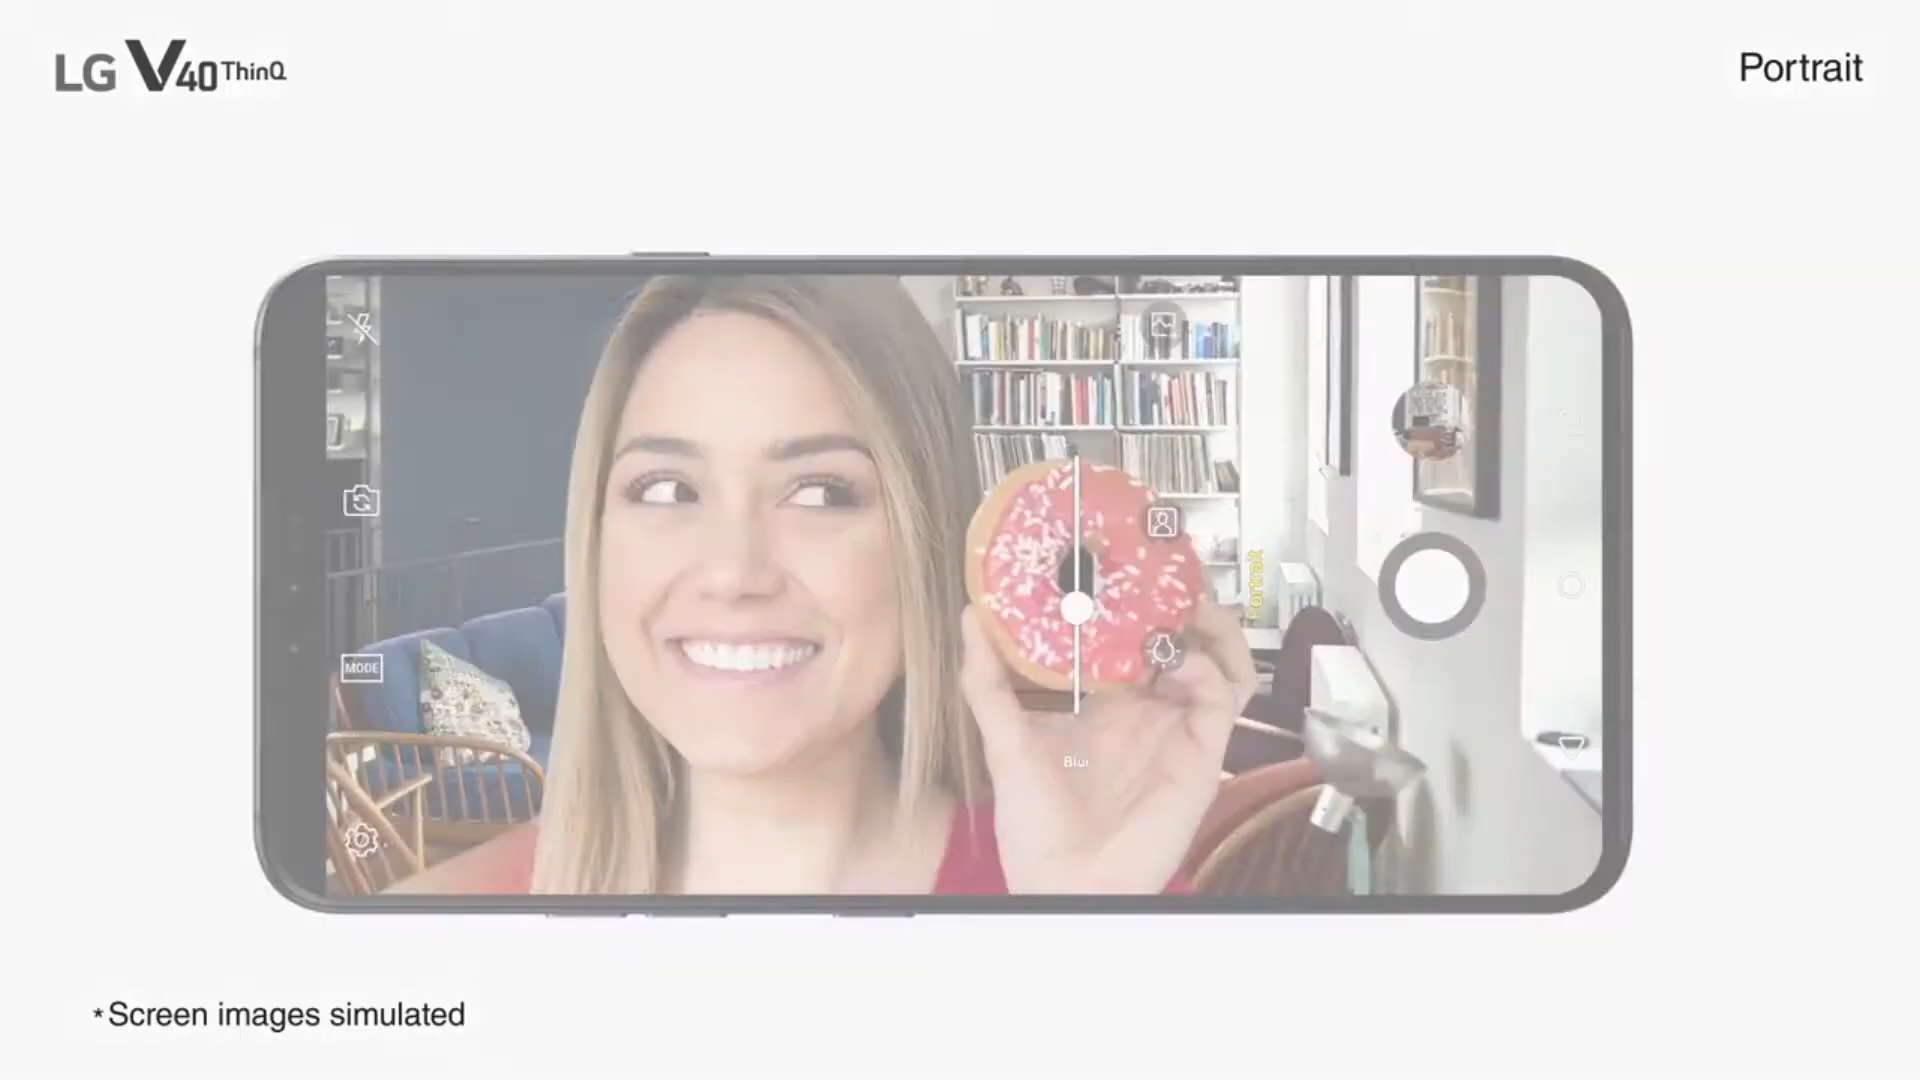 LG V40 ThinQ
Portrait
MODE
Portrait
Blur
*Screen images simulated